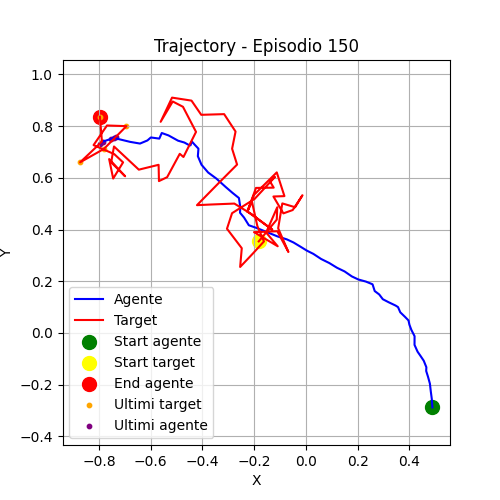 Trajectory - Episodio 150
1.0
0.8
0.6
0.4
0.2
0.0
−0.2
−0.4
Y
Agente
Target
Start agente
Start target
End agente
Ultimi target
Ultimi agente
−0.8 −0.6 −0.4 −0.2 0.0 0.2 0.4
X